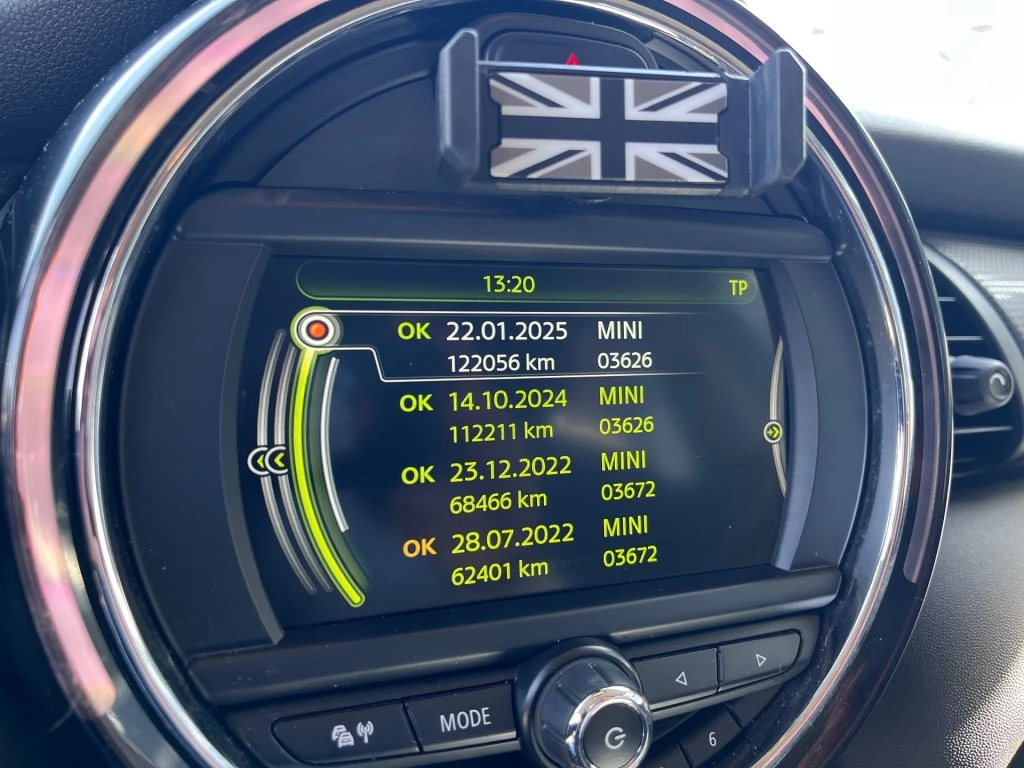 13:20 TP
OK 22.01.2025 MINI
122056 km 03626
OK 14.10.2024 MINI
112211 km 03626
OK 23.12.2022 MINI
68466 km 03672
OK 28.07.2022 MINI
62401 km 03672
MODE
6